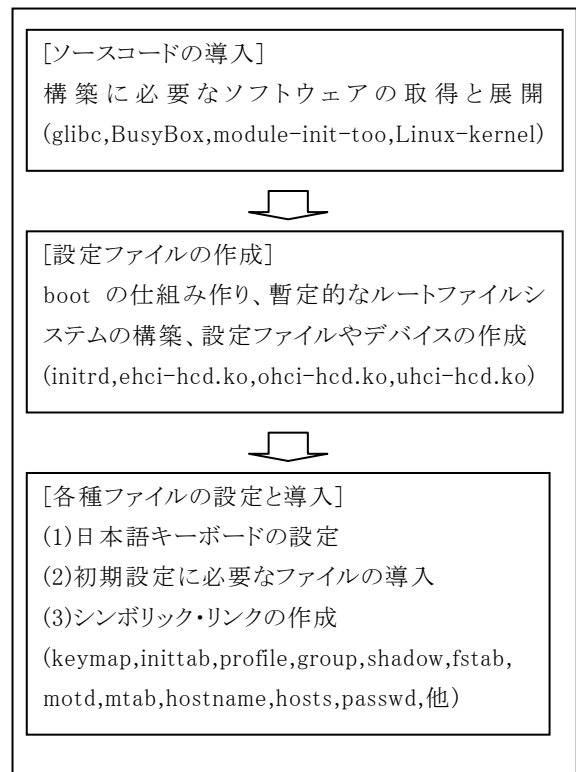 [ソースコードの導入]
構築に必要なソフトウェアの取得と展開
(glibc,BusyBox,module-init-too,Linux-kernel)
[設定ファイルの作成]
boot の仕組み作り、暫定的なルートファイルシ
ステムの構築、設定ファイルやデバイスの作成
(initrd,ehci-hcd.ko,ohci-hcd.ko,uhci-hcd.ko)
[各種ファイルの設定と導入]
(1)日本語キーボードの設定
(2)初期設定に必要なファイルの導入
(3)シンボリック・リンクの作成
(keymap,inittab,profile,group,shadow,fstab,
motd,mtab,hostname,hosts,passwd,他)